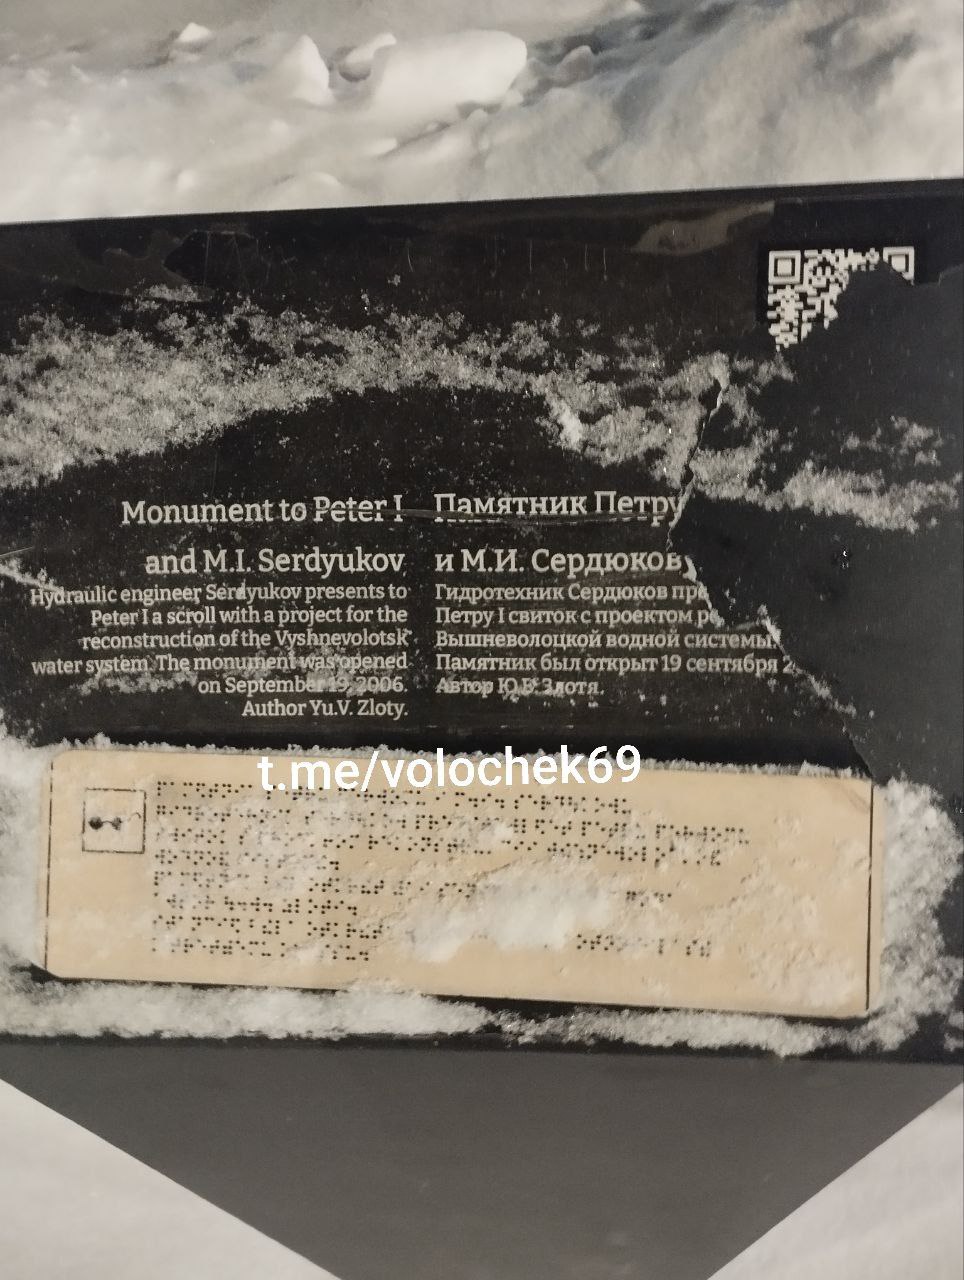 Monument to Peter I
and M.I. Serdyukov
Hydraulic engineer Serdyukov presents to
Peter I a scroll with a project for the
reconstruction of the Vyshnevolotsk
water system. The monument was opened
on September 19, 2006.
Author Yu.V. Zloty.
Памятник Петру
и М.И. Сердюкову
Гидротехник Сердюков
Петру I свиток с проектом
Вышневолоцкой водной системы.
Памятник был открыт 19 сентября
Автор Ю.В. Злотя.
t.me/volochek69